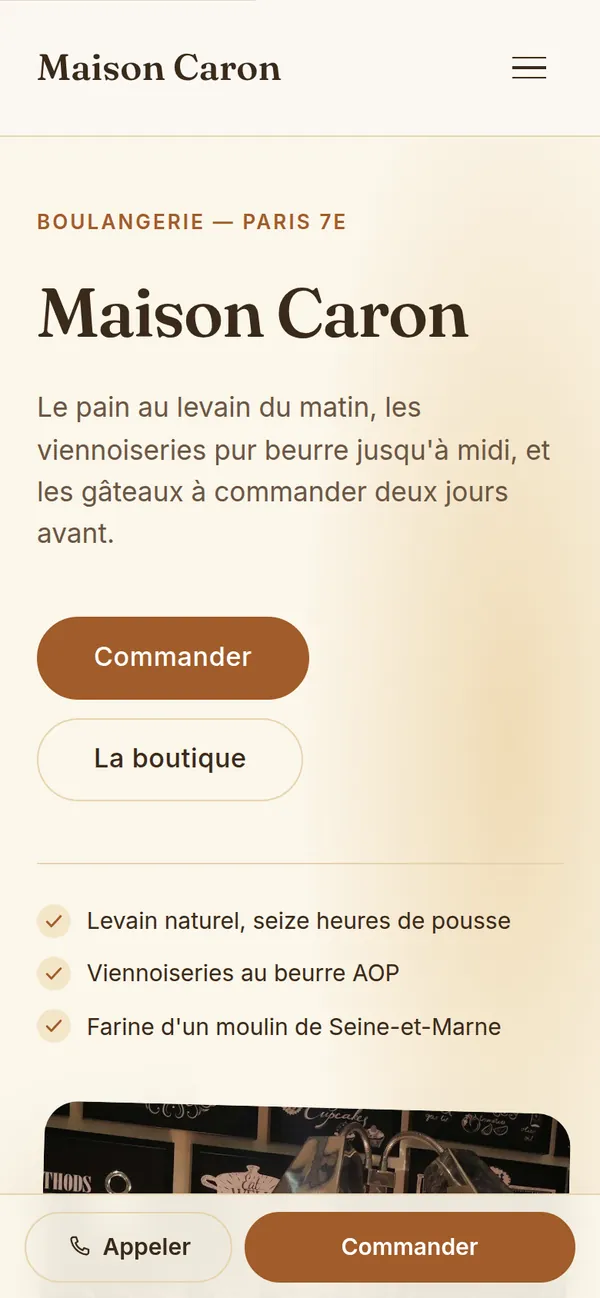 Maison Caron
BOULANGERIE — PARIS 7E
Maison Caron
Le pain au levain du matin, les
viennoiseries pur beurre jusqu'à midi, et
les gâteaux à commander deux jours
avant.
Commander
La boutique
Levain naturel, seize heures de pousse
Viennoiseries au beurre AOP
Farine d'un moulin de Seine-et-Marne
Cupcakes
THODS
Appeler
Commander